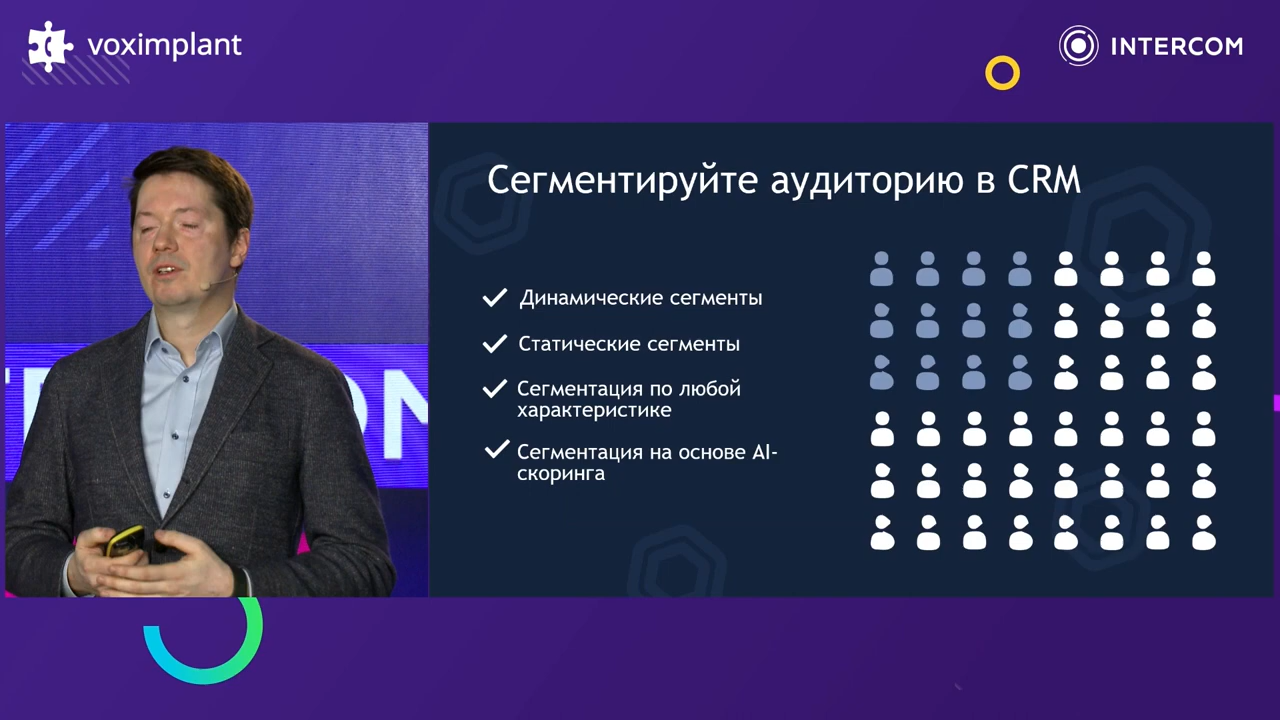 voximplant
INTERCOM
Сегментируйте аудиторию в CRM
Динамические сегменты
Статические сегменты
Сегментация по любой
характеристике
Сегментация на основе AI-
скоринга